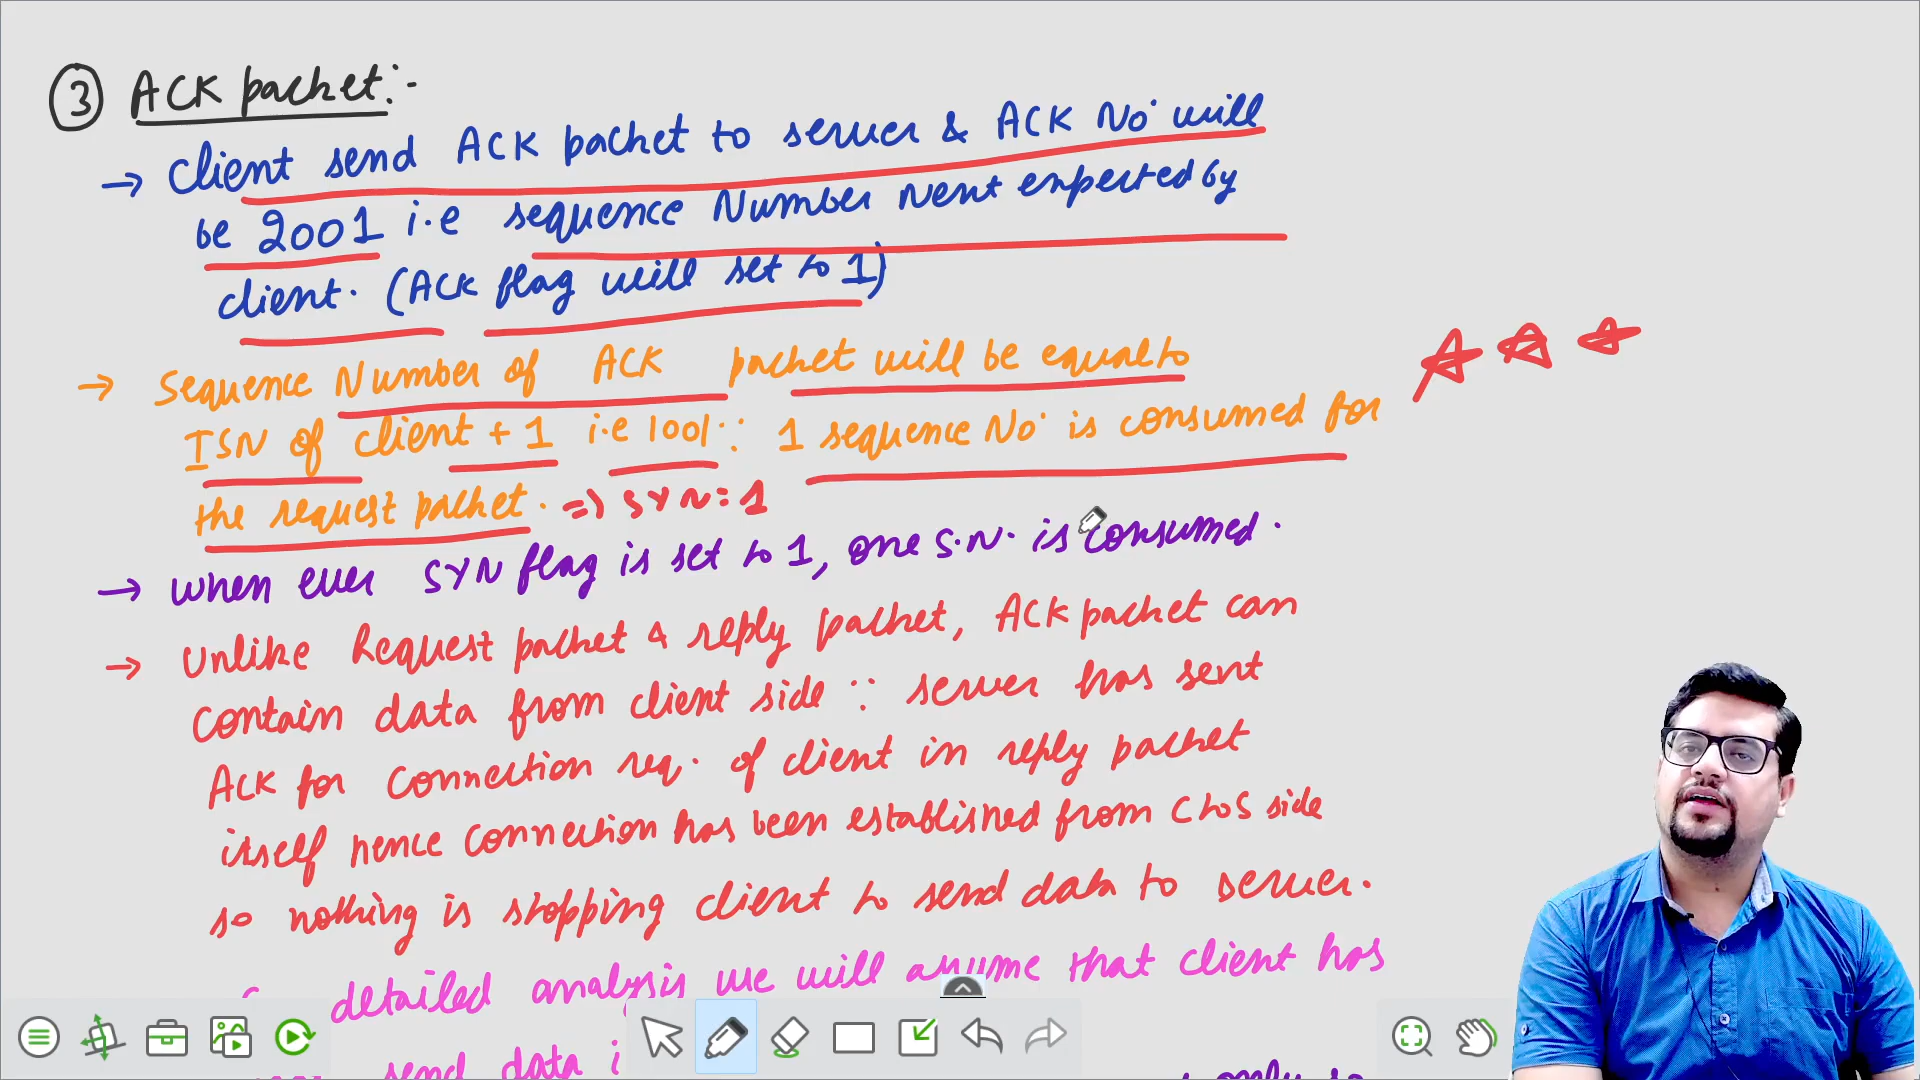 ③ ACK packet:-
→ Client send ACK packet to server & ACK No. will
be 2001 i.e sequence Number next expected by
client. (ACK flag will set to 1)
→ Sequence Number of ACK packet will be equal to
ISN of client + 1 i.e 1001 ∵ 1 sequence No. is consumed for
the request packet. => SYN=1
→ When ever SYN flag is set to 1, one S.N. is consumed.
→ Unlike Request packet & reply packet, ACK packet can
contain data from client side ∵ server has sent
ACK for connection req. of client in reply packet
itself hence connection has been established from C to S side
so nothing is stopping client to send data to server.
detailed analysis we will assume that client has
send data
only so